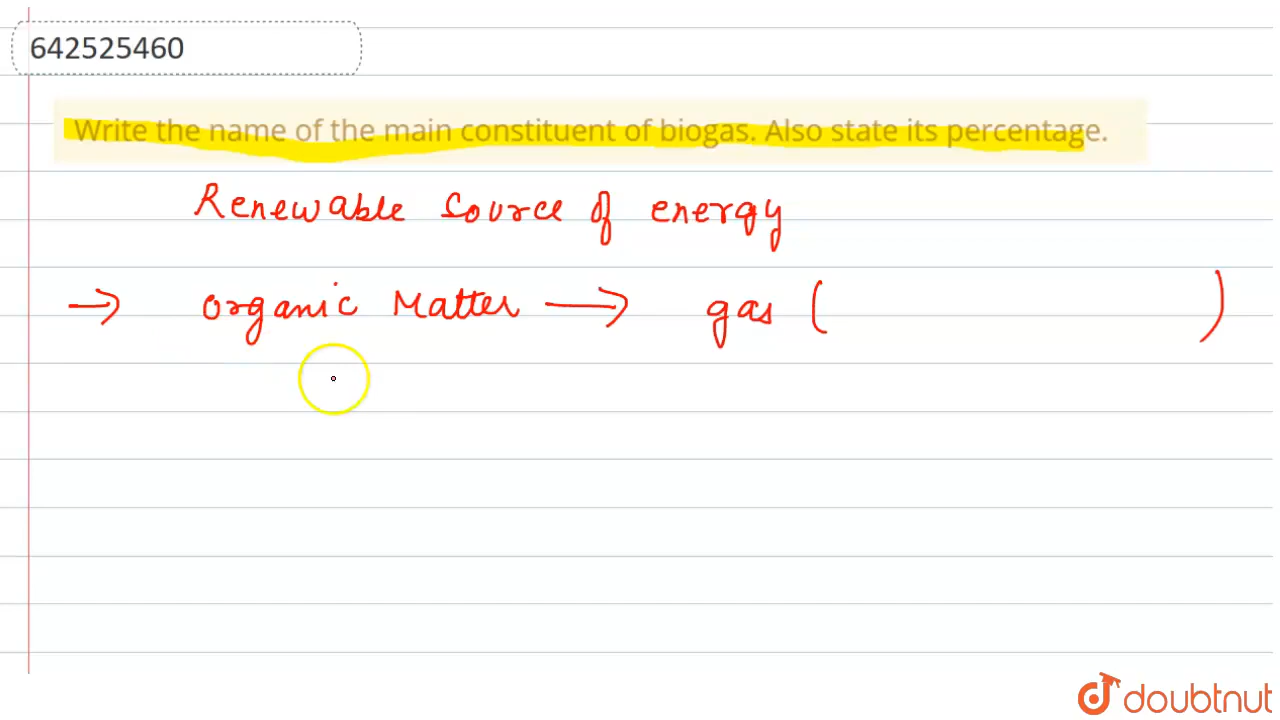 642525460
Write the name of the main constituent of biogas. Also state its percentage.
Renewable source of energy
→ organic Matter → gas ( )
doubtnut